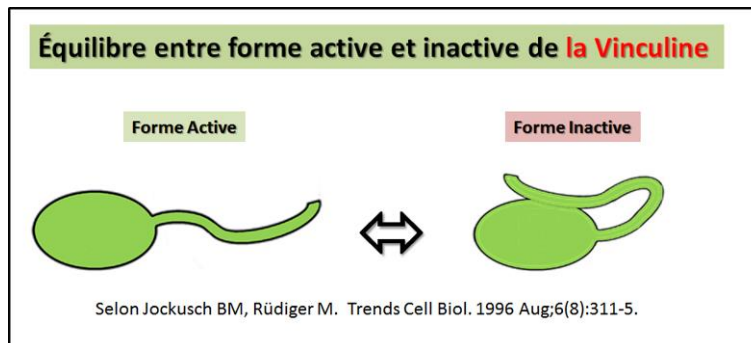 Équilibre entre forme active et inactive de la Vinculine
Forme Active
Forme Inactive
Selon Jockusch BM, Rüdiger M. Trends Cell Biol. 1996 Aug;6(8):311-5.